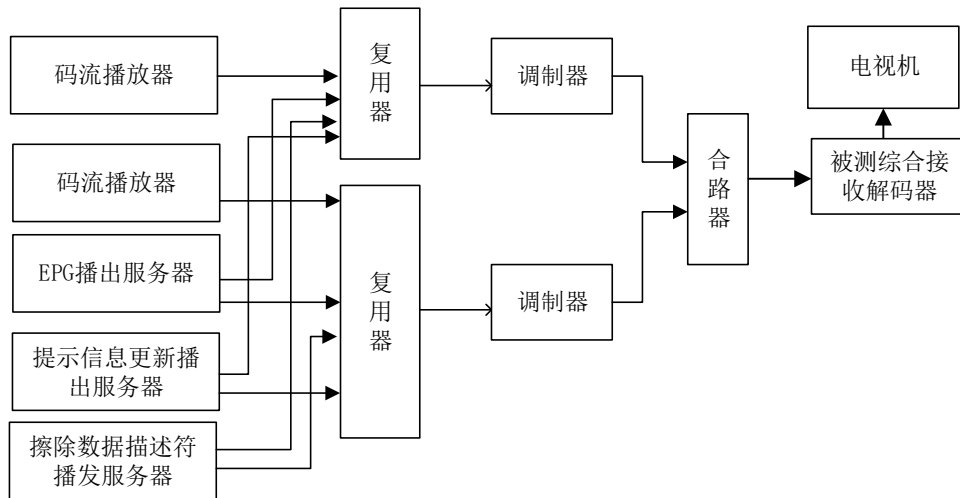 码流播放器
复用器
调制器
电视机
码流播放器
合路器
被测综合接
收解码器
EPG播出服务器
复用器
调制器
提示信息更新播
出服务器
擦除数据描述符
播发服务器